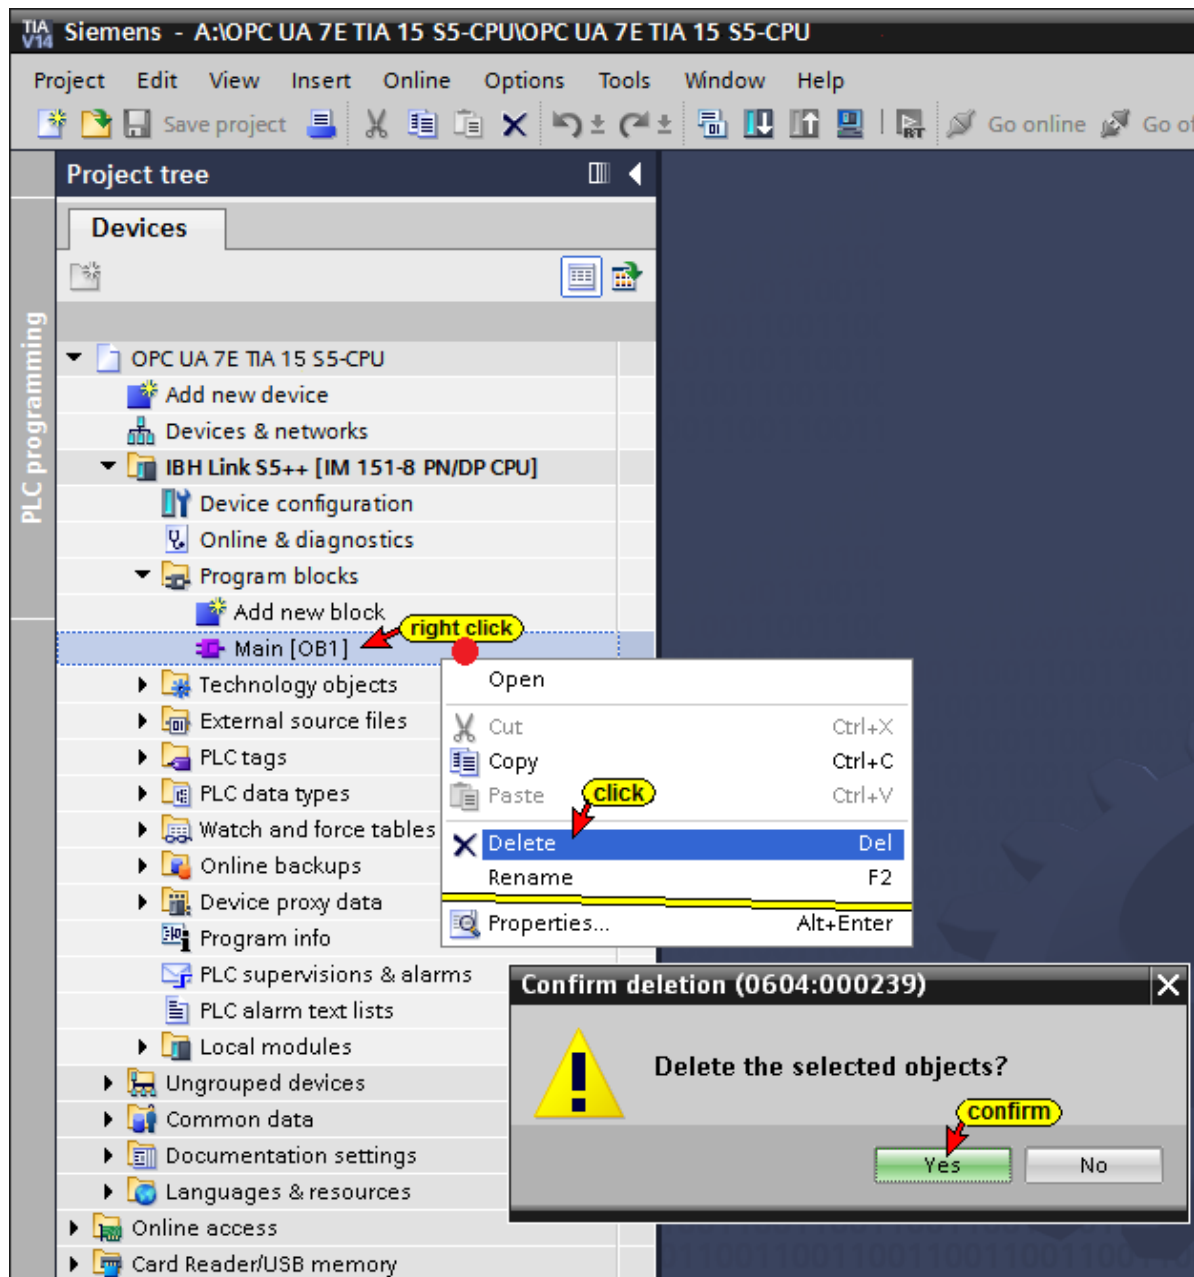 TIA V14 Siemens - A:\OPC UA 7E TIA 15 S5-CPU\OPC UA 7E TIA 15 S5-CPU
Project Edit View Insert Online Options Tools Window Help
Save project RT Go online Go of
Project tree
Devices
PLC programming
OPC UA 7E TIA 15 S5-CPU
Add new device
Devices & networks
IBH Link S5++ [IM 151-8 PN/DP CPU]
Device configuration
Online & diagnostics
Program blocks
Add new block
right click
Main [OB1]
Technology objects
External source files
PLC tags
PLC data types
Watch and force tables
Online backups
Device proxy data
Program info
PLC supervisions & alarms
PLC alarm text lists
Local modules
Ungrouped devices
Common data
Documentation settings
Languages & resources
Online access
Card Reader/USB memory
Open
Cut Ctrl+X
Copy Ctrl+C
Paste Ctrl+V
click
Delete Del
Rename F2
Properties... Alt+Enter
Confirm deletion (0604:000239)
Delete the selected objects?
confirm
Yes No